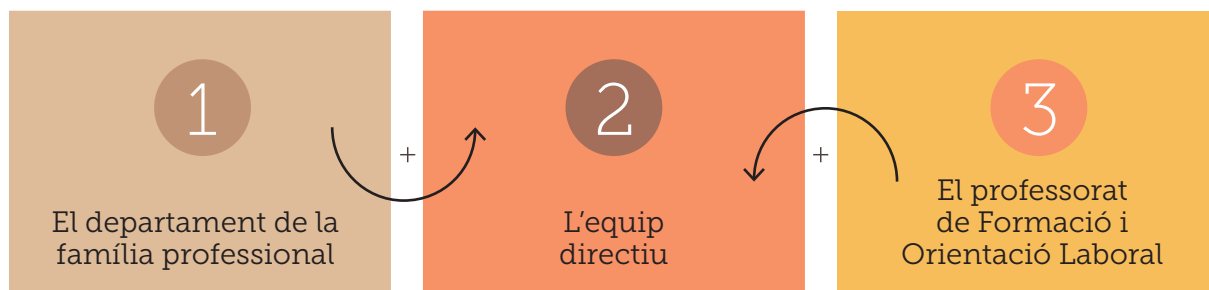 1
El departament de la
família professional
+
2
L'equip
directiu
+
3
El professorat
de Formació i
Orientació Laboral